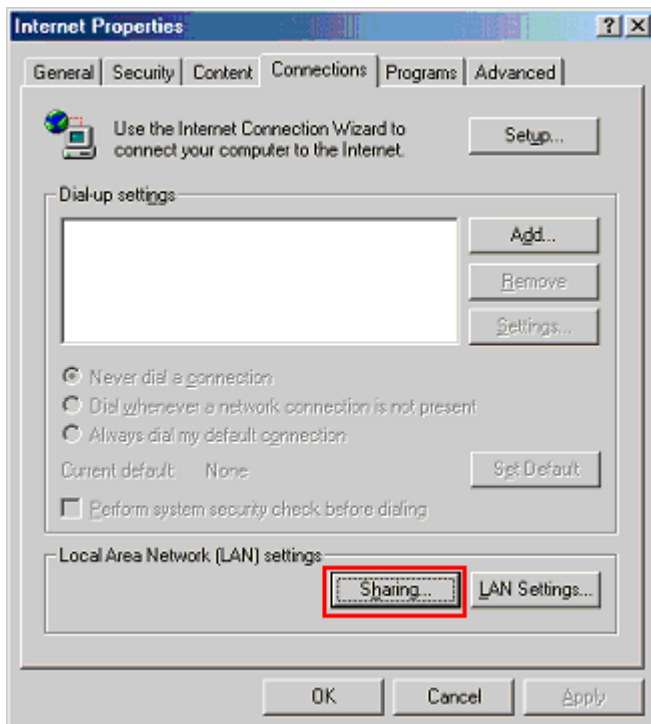 Internet Properties
General Security Content Connections Programs Advanced
Use the Internet Connection Wizard to
connect your computer to the Internet.
Setup...
Dial-up settings
Add...
Remove
Settings...
Never dial a connection
Dial whenever a network connection is not present
Always dial my default connection
Current default: None
Set Default
Perform system security check before dialing
Local Area Network (LAN) settings
Sharing... LAN Settings...
OK Cancel Apply